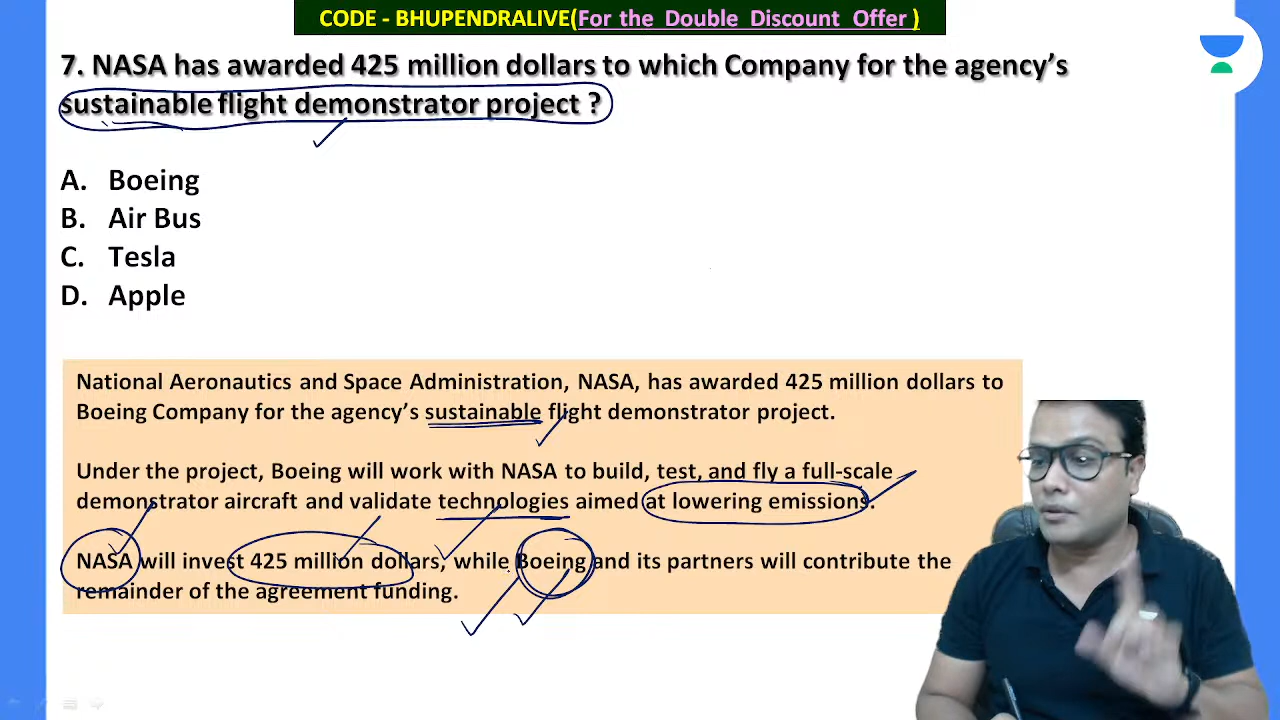 CODE - BHUPENDRALIVE(For the Double Discount Offer )
7. NASA has awarded 425 million dollars to which Company for the agency’s
sustainable flight demonstrator project ?
A. Boeing
B. Air Bus
C. Tesla
D. Apple
National Aeronautics and Space Administration, NASA, has awarded 425 million dollars to
Boeing Company for the agency’s sustainable flight demonstrator project.
Under the project, Boeing will work with NASA to build, test, and fly a full-scale
demonstrator aircraft and validate technologies aimed at lowering emissions.
NASA will invest 425 million dollars, while Boeing and its partners will contribute the
remainder of the agreement funding.